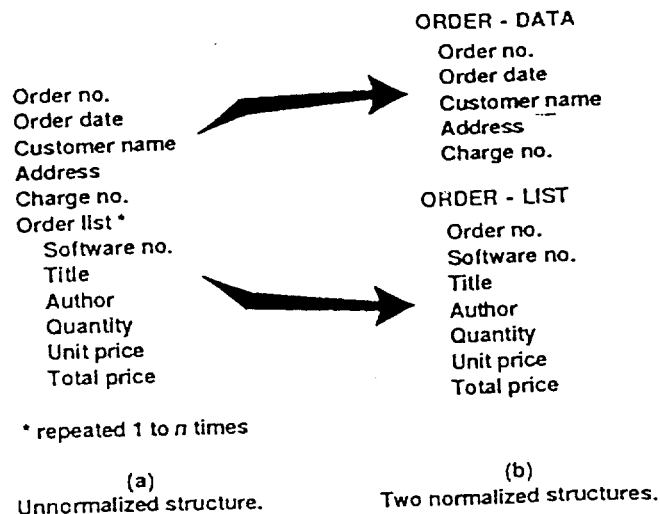 Order no.
Order date
Customer name
Address
Charge no.
Order list *
Software no.
Title
Author
Quantity
Unit price
Total price
* repeated 1 to n times
(a)
Unnormalized structure.
ORDER - DATA
Order no.
Order date
Customer name
Address
Charge no.
ORDER - LIST
Order no.
Software no.
Title
Author
Quantity
Unit price
Total price
(b)
Two normalized structures.